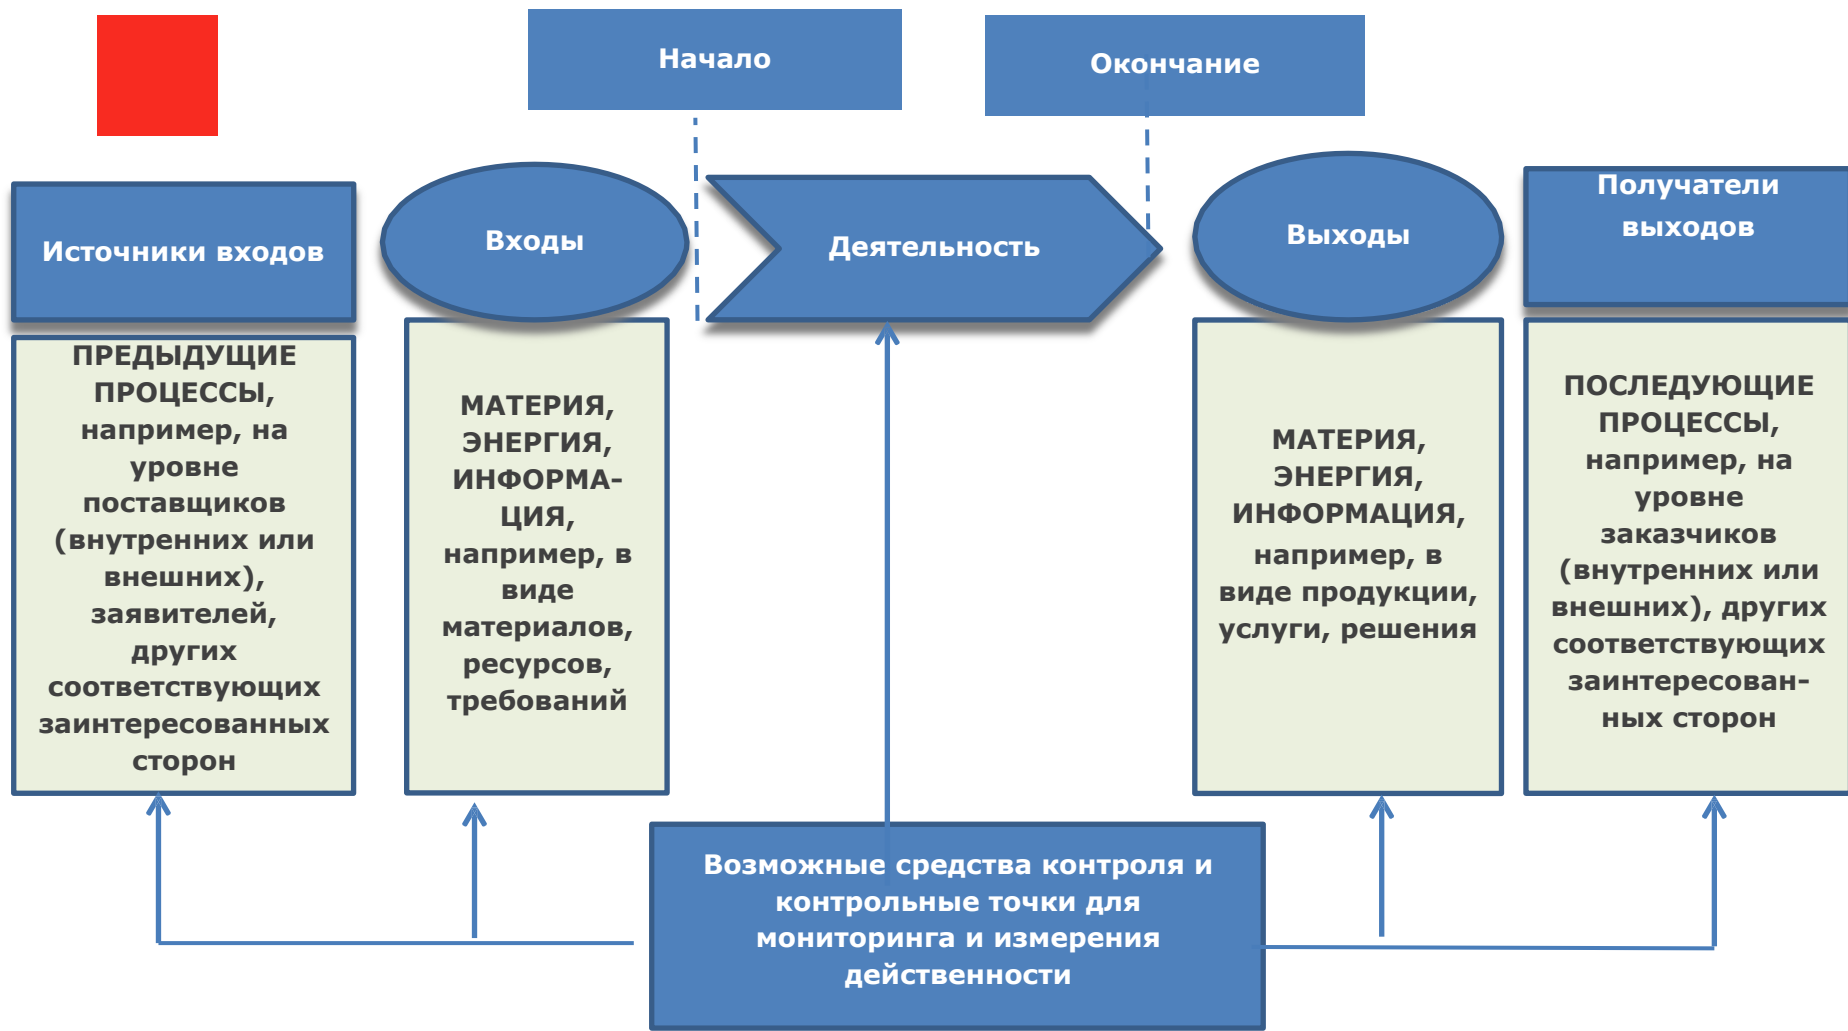 Начало
Окончание
Источники входов
Входы
Деятельность
Выходы
Получатели
выходов
ПРЕДЫДУЩИЕ
ПРОЦЕССЫ,
например, на
уровне
поставщиков
(внутренних или
внешних),
заявителей,
других
соответствующих
заинтересованных
сторон
МАТЕРИЯ,
ЭНЕРГИЯ,
ИНФОРМА-
ЦИЯ,
например, в
виде
материалов,
ресурсов,
требований
МАТЕРИЯ,
ЭНЕРГИЯ,
ИНФОРМАЦИЯ,
например, в
виде продукции,
услуги, решения
ПОСЛЕДУЮЩИЕ
ПРОЦЕССЫ,
например, на
уровне
заказчиков
(внутренних или
внешних), других
соответствующих
заинтересован-
ных сторон
Возможные средства контроля и
контрольные точки для
мониторинга и измерения
действенности